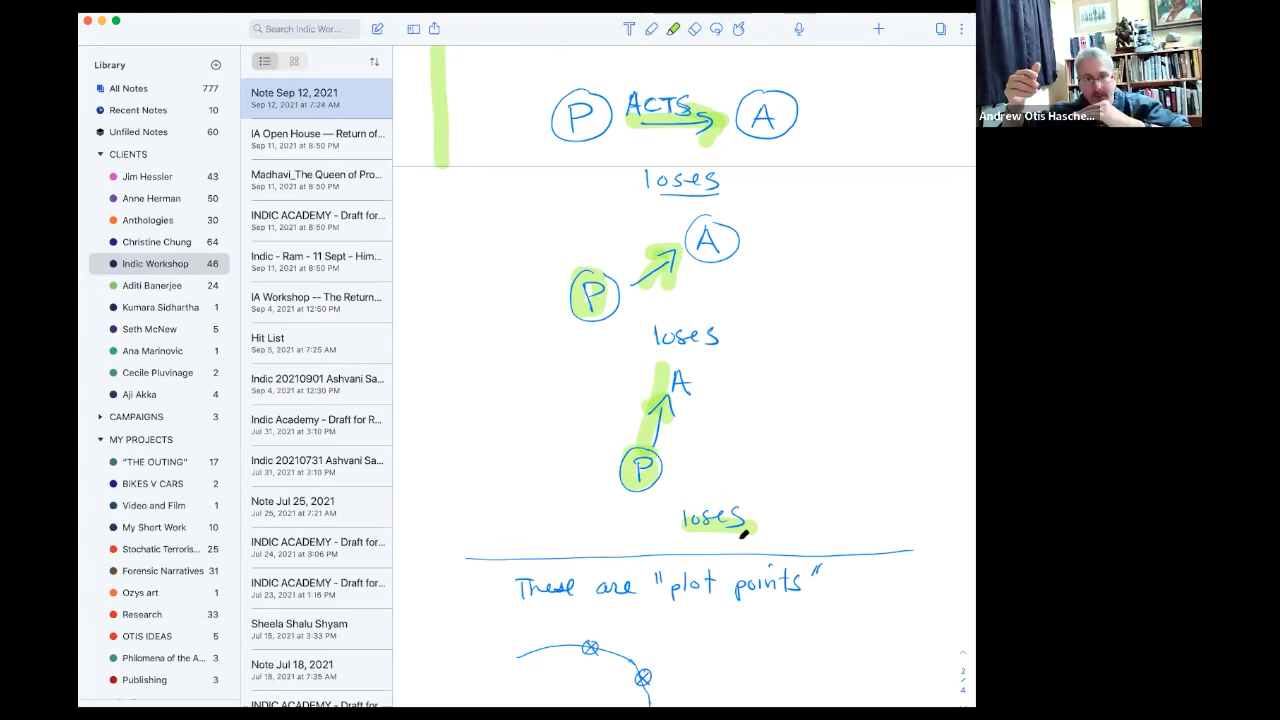 Search Indic Wor...
Library
All Notes 777
Recent Notes 10
Unfiled Notes 60
CLIENTS
Jim Hessler 43
Anne Herman 50
Anthologies 30
Christine Chung 64
Indic Workshop 46
Aditi Banerjee 24
Kumara Sidhartha 1
Seth McNew 5
Ana Marinovic 1
Cecile Pluvinage 2
Aji Akka 4
CAMPAIGNS 3
MY PROJECTS
"THE OUTING" 17
BIKES V CARS 2
Video and Film 1
My Short Work 10
Stochatic Terroris... 25
Forensic Narratives 31
Ozys art 1
Research 33
OTIS IDEAS 5
Philomena of the A... 3
Publishing 3
Note Sep 12, 2021
Sep 12, 2021 at 7:24 AM
IA Open House — Return of...
Sep 11, 2021 at 8:50 PM
Madhavi_The Queen of Pro...
Sep 11, 2021 at 8:50 PM
INDIC ACADEMY - Draft for...
Sep 11, 2021 at 8:50 PM
Indic - Ram - 11 Sept - Him...
Sep 11, 2021 at 8:50 PM
IA Workshop -- The Return...
Sep 4, 2021 at 12:50 PM
Hit List
Sep 5, 2021 at 7:25 AM
Indic 20210901 Ashvani Sa...
Sep 4, 2021 at 12:30 PM
Indic Academy - Draft for R...
Jul 31, 2021 at 3:10 PM
Indic 20210731 Ashvani Sa...
Jul 31, 2021 at 3:10 PM
Note Jul 25, 2021
Jul 25, 2021 at 7:21 AM
INDIC ACADEMY - Draft for...
Jul 24, 2021 at 3:06 PM
INDIC ACADEMY - Draft for...
Jul 23, 2021 at 1:16 PM
Sheela Shalu Shyam
Jul 15, 2021 at 3:33 PM
Note Jul 18, 2021
Jul 18, 2021 at 7:35 AM
INDIC ACADEMY - Draft for...
P ACTS A
loses
A
P
loses
A
P
loses
These are "plot points"
2
4
Andrew Otis Hasche...